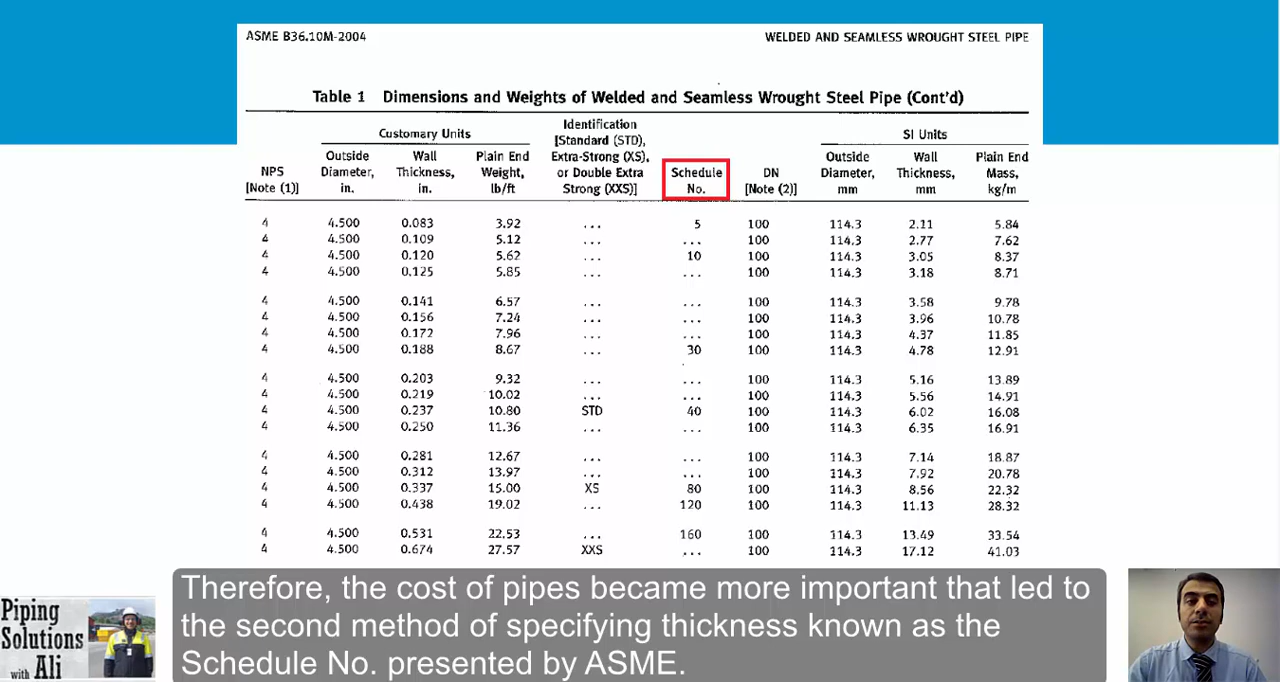 ASME B36.10M-2004 WELDED AND SEAMLESS WROUGHT STEEL PIPE
Table 1 Dimensions and Weights of Welded and Seamless Wrought Steel Pipe (Cont'd)
Customary Units Identification [Standard (STD), Extra-Strong (XS), or Double Extra Strong (XXS)] SI Units
NPS [Note (1)] Outside Diameter, in. Wall Thickness, in. Plain End Weight, lb/ft Schedule No. DN [Note (2)] Outside Diameter, mm Wall Thickness, mm Plain End Mass, kg/m
4 4.500 0.083 3.92 ... 5 100 114.3 2.11 5.84
4 4.500 0.109 5.12 ... ... 100 114.3 2.77 7.62
4 4.500 0.120 5.62 ... 10 100 114.3 3.05 8.37
4 4.500 0.125 5.85 ... ... 100 114.3 3.18 8.71
4 4.500 0.141 6.57 ... ... 100 114.3 3.58 9.78
4 4.500 0.156 7.24 ... ... 100 114.3 3.96 10.78
4 4.500 0.172 7.96 ... ... 100 114.3 4.37 11.85
4 4.500 0.188 8.67 ... 30 100 114.3 4.78 12.91
4 4.500 0.203 9.32 ... ... 100 114.3 5.16 13.89
4 4.500 0.219 10.02 ... ... 100 114.3 5.56 14.91
4 4.500 0.237 10.80 STD 40 100 114.3 6.02 16.08
4 4.500 0.250 11.36 ... ... 100 114.3 6.35 16.91
4 4.500 0.281 12.67 ... ... 100 114.3 7.14 18.87
4 4.500 0.312 13.97 ... ... 100 114.3 7.92 20.78
4 4.500 0.337 15.00 XS 80 100 114.3 8.56 22.32
4 4.500 0.438 19.02 ... 120 100 114.3 11.13 28.32
4 4.500 0.531 22.53 ... 160 100 114.3 13.49 33.54
4 4.500 0.674 27.57 XXS ... 100 114.3 17.12 41.03
Therefore, the cost of pipes became more important that led to
the second method of specifying thickness known as the
Schedule No. presented by ASME.
Piping
Solutions
with Ali